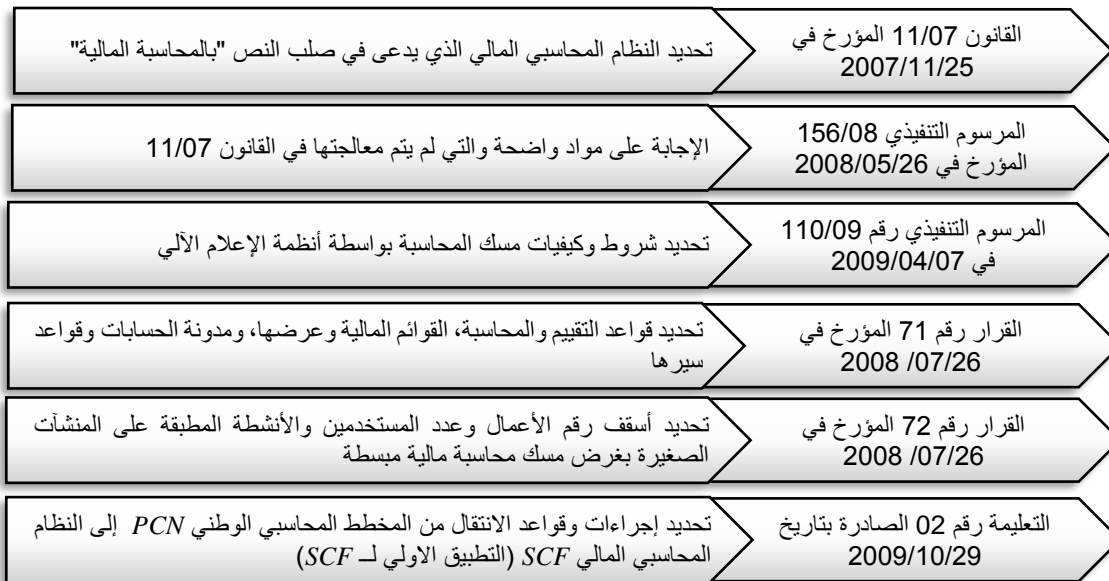 القانون 11/07 المؤرخ في
2007/11/25
تحديد النظام المحاسبي المالي الذي يدعى في صلب النص "بالمحاسبة المالية"
المرسوم التنفيذي 156/08
المؤرخ في 2008/05/26
الإجابة على مواد واضحة والتي لم يتم معالجتها في القانون 11/07
المرسوم التنفيذي رقم 110/09
في 2009/04/07
تحديد شروط وكيفيات مسك المحاسبة بواسطة أنظمة الإعلام الآلي
القرار رقم 71 المؤرخ في
2008 /07/26
تحديد قواعد التقييم والمحاسبة، القوائم المالية وعرضها، ومدونة الحسابات وقواعد
سيرها
القرار رقم 72 المؤرخ في
2008 /07/26
تحديد أسقف رقم الأعمال وعدد المستخدمين والأنشطة المطبقة على المنشآت
الصغيرة بغرض مسك محاسبة مالية مبسطة
التعليمة رقم 02 الصادرة بتاريخ
2009/10/29
تحديد إجراءات وقواعد الانتقال من المخطط المحاسبي الوطني PCN إلى النظام
المحاسبي المالي SCF (التطبيق الاولي لــ SCF)